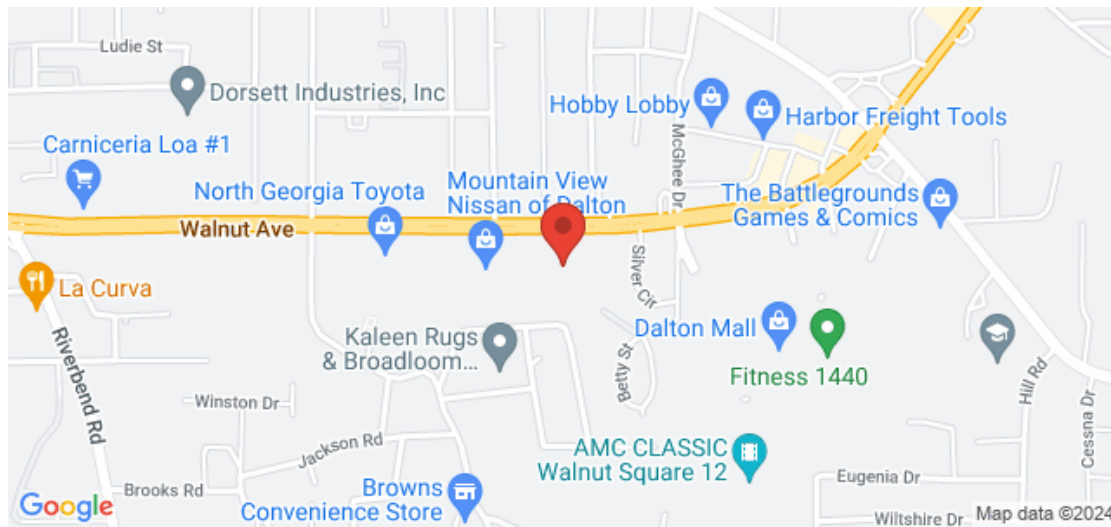 Ludie St
Dorsett Industries, Inc
Hobby Lobby
Harbor Freight Tools
McGhee Dr
Carniceria Loa #1
North Georgia Toyota
Mountain View
Nissan of Dalton
The Battlegrounds
Games & Comics
Walnut Ave
La Curva
Silver Cir
Riverbend Rd
Kaleen Rugs
& Broadloom...
Dalton Mall
Fitness 1440
Betty St
Hill Rd
Cessna Dr
Winston Dr
Jackson Rd
AMC CLASSIC
Walnut Square 12
Eugenia Dr
Brooks Rd
Browns
Convenience Store
Google
Wiltshire Dr
Map data ©2024